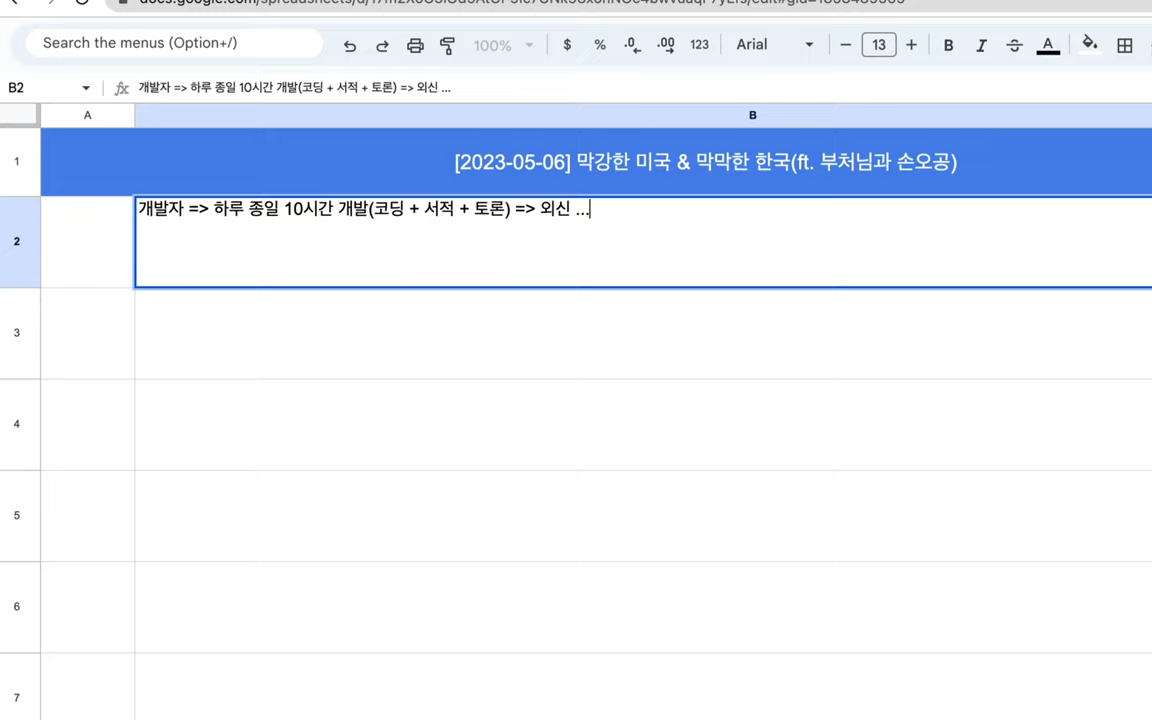 Search the menus (Option+/)
100%
$ % .0 .00 123
Arial
13
B I A
B2
fx 개발자 => 하루 종일 10시간 개발(코딩 + 서적 + 토론) => 외신 ...
A B
1 [2023-05-06] 막강한 미국 & 막막한 한국(ft. 부처님과 손오공)
2 개발자 => 하루 종일 10시간 개발(코딩 + 서적 + 토론) => 외신 ...
3
4
5
6
7